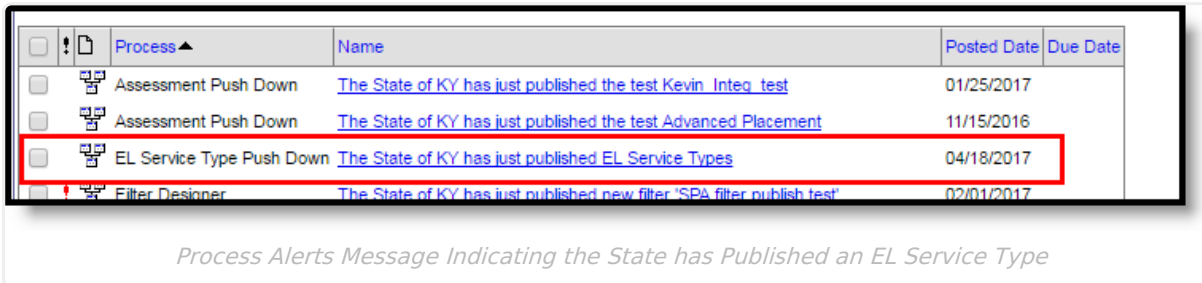 Process▲ Name Posted Date Due Date
Assessment Push Down The State of KY has just published the test Kevin_Integ_test 01/25/2017
Assessment Push Down The State of KY has just published the test Advanced Placement 11/15/2016
EL Service Type Push Down The State of KY has just published EL Service Types 04/18/2017
! Filter Designer The State of KY has just published new filter 'SPA filter publish test' 02/01/2017
Process Alerts Message Indicating the State has Published an EL Service Type